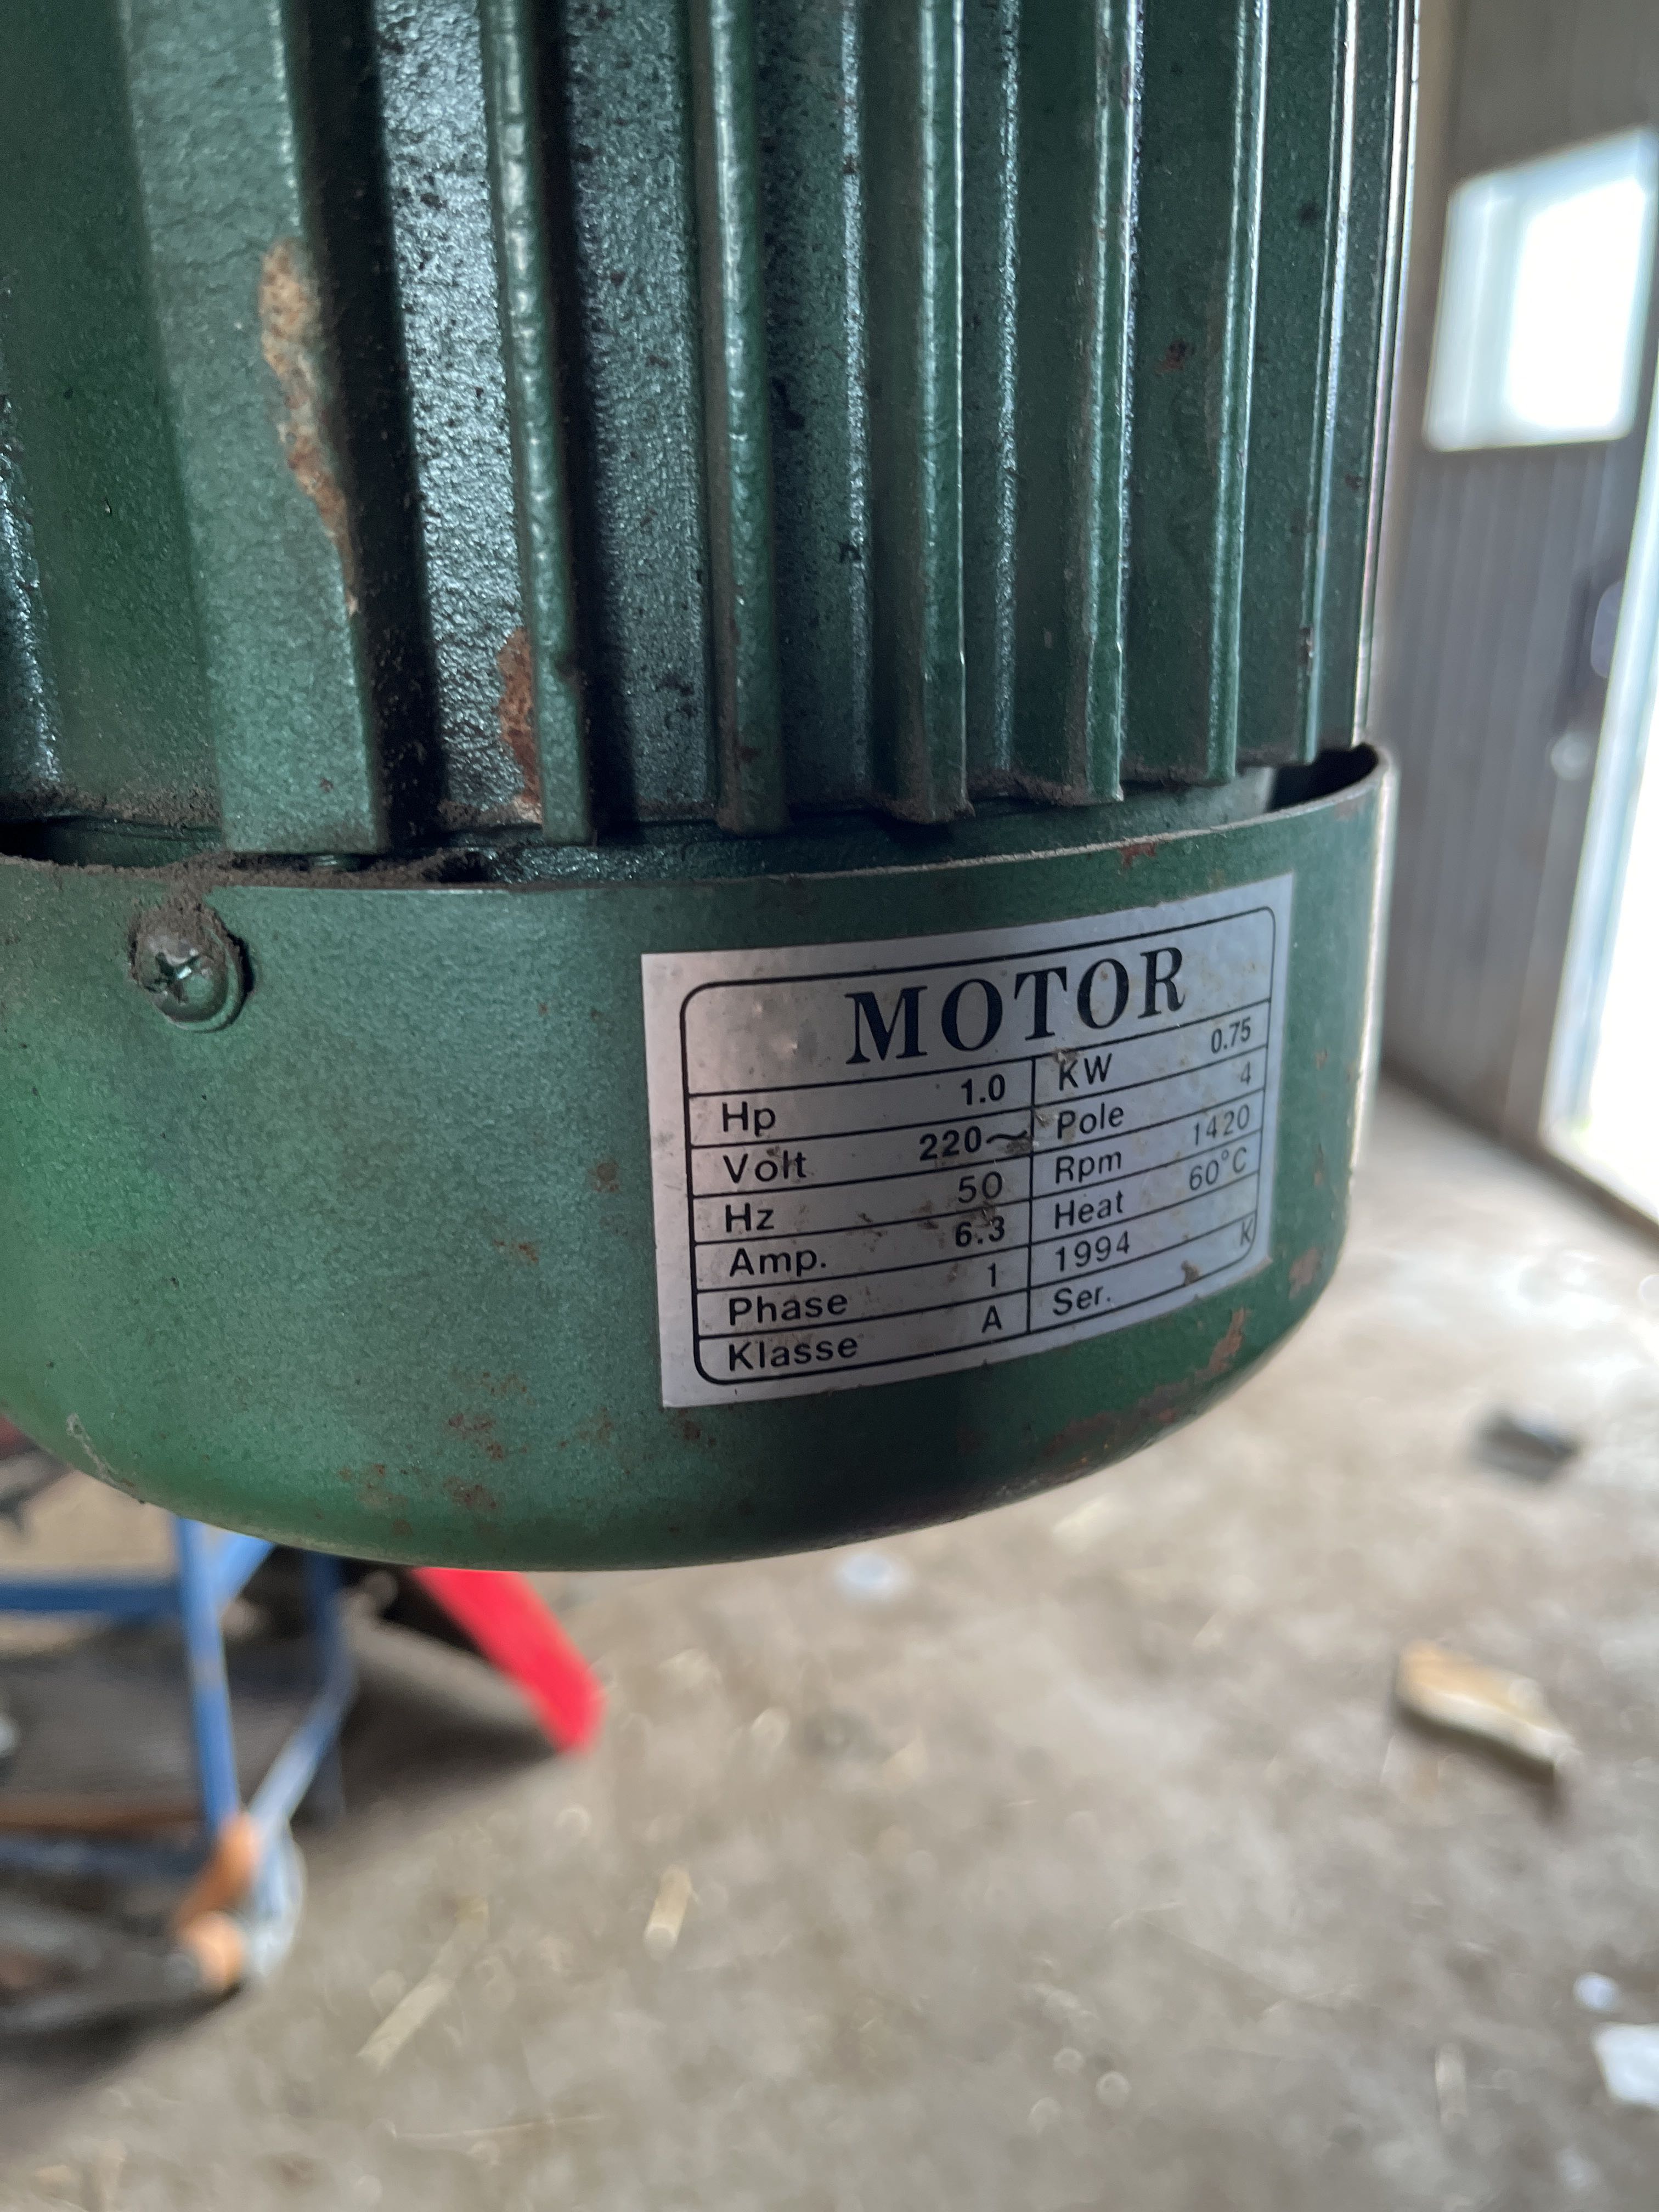 MOTOR
Hp 1.0 KW 0.75
Volt 220~ Pole 4
Hz 50 Rpm 1420
Amp. 6.3 Heat 60°C
Phase 1 1994 K
Klasse A Ser.